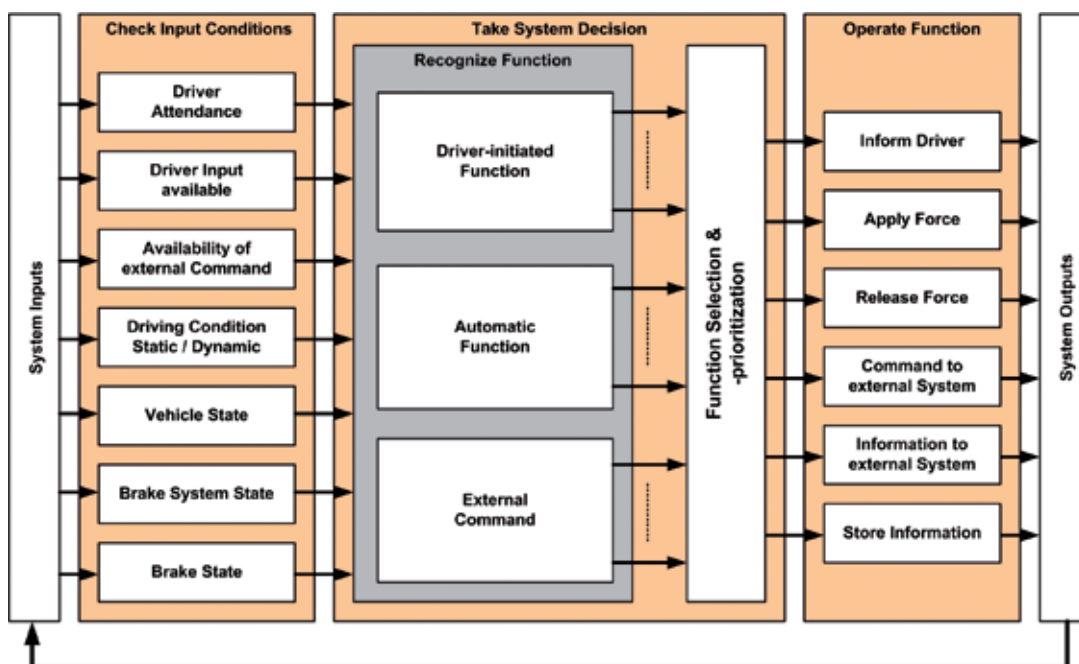 System Inputs
Check Input Conditions
Driver
Attendance
Driver Input
available
Availability of
external Command
Driving Condition
Static / Dynamic
Vehicle State
Brake System State
Brake State
Take System Decision
Recognize Function
Driver-initiated
Function
Automatic
Function
External
Command
Function Selection &
-prioritization
Operate Function
Inform Driver
Apply Force
Release Force
Command to
external System
Information to
external System
Store Information
System Outputs